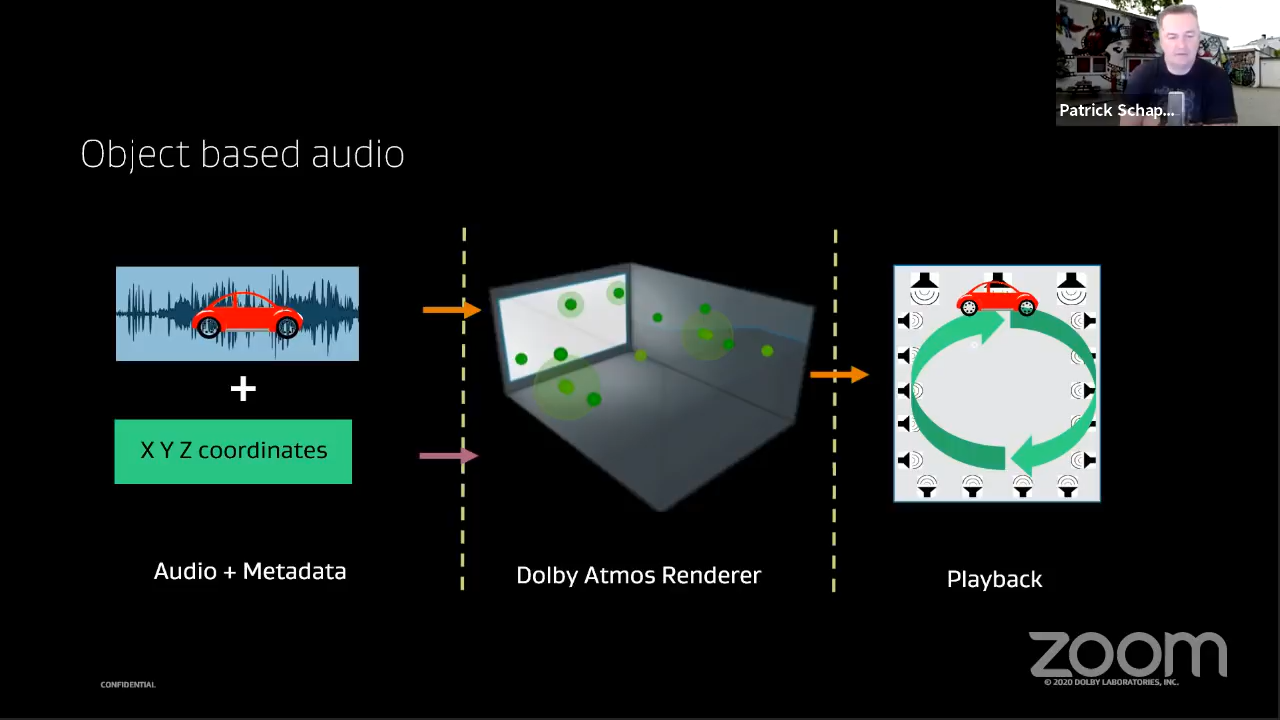 Patrick Schap...
Object based audio
+
X Y Z coordinates
Audio + Metadata
Dolby Atmos Renderer
Playback
zoom
CONFIDENTIAL
© 2020 DOLBY LABORATORIES, INC.